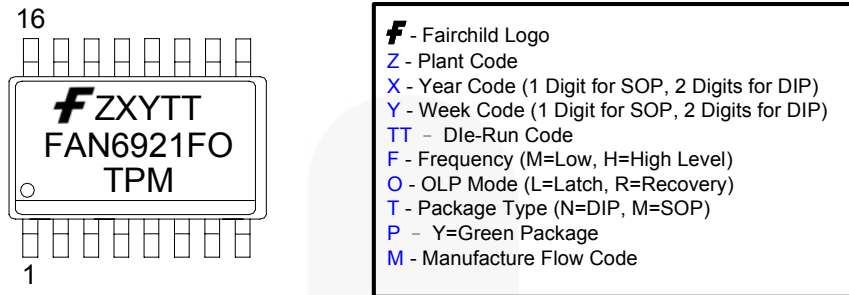 16
ZXYTT
FAN6921FO
TPM
1
- Fairchild Logo
Z - Plant Code
X - Year Code (1 Digit for SOP, 2 Digits for DIP)
Y - Week Code (1 Digit for SOP, 2 Digits for DIP)
TT – DIe-Run Code
F - Frequency (M=Low, H=High Level)
O - OLP Mode (L=Latch, R=Recovery)
T - Package Type (N=DIP, M=SOP)
P – Y=Green Package
M - Manufacture Flow Code